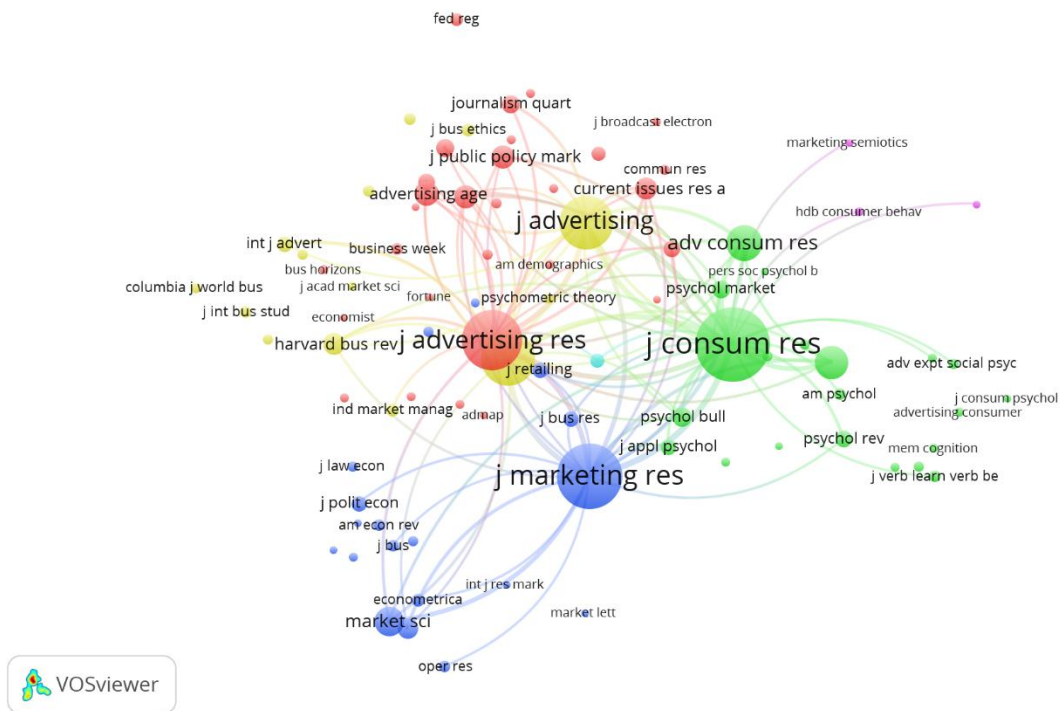 fed reg
journalism quart
j bus ethics
j broadcast electron
j public policy mark
marketing semiotics
commun res
advertising age
current issues res a
j advertising
hdb consumer behav
int j advert
business week
adv consum res
bus horizons
am demographics
pers soc psychol b
columbia j world bus
j acad market sci
psychol market
fortune
psychometric theory
j int bus stud
economist
harvard bus rev
j advertising res
j consum res
j retailing
adv expt social psyc
am psychol
j consum psychol
ind market manag
admap
j bus res
psychol bull
advertising consumer
j appl psychol
psychol rev
mem cognition
j law econ
j marketing res
j verb learn verb be
j polit econ
am econ rev
j bus
int j res mark
econometrica
market sci
market lett
oper res
VOSviewer